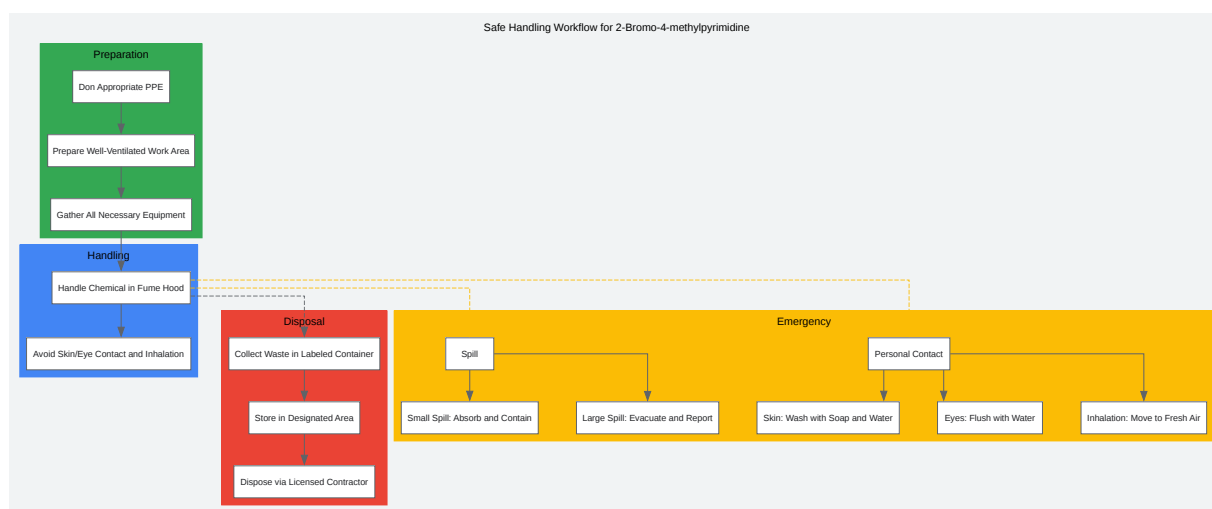 Safe Handling Workflow for 2-Bromo-4-methylpyrimidine
Preparation
Don Appropriate PPE
Prepare Well-Ventilated Work Area
Gather All Necessary Equipment
Handling
Handle Chemical in Fume Hood
Avoid Skin/Eye Contact and Inhalation
Disposal
Collect Waste in Labeled Container
Store in Designated Area
Dispose via Licensed Contractor
Emergency
Spill
Personal Contact
Small Spill: Absorb and Contain
Large Spill: Evacuate and Report
Skin: Wash with Soap and Water
Eyes: Flush with Water
Inhalation: Move to Fresh Air